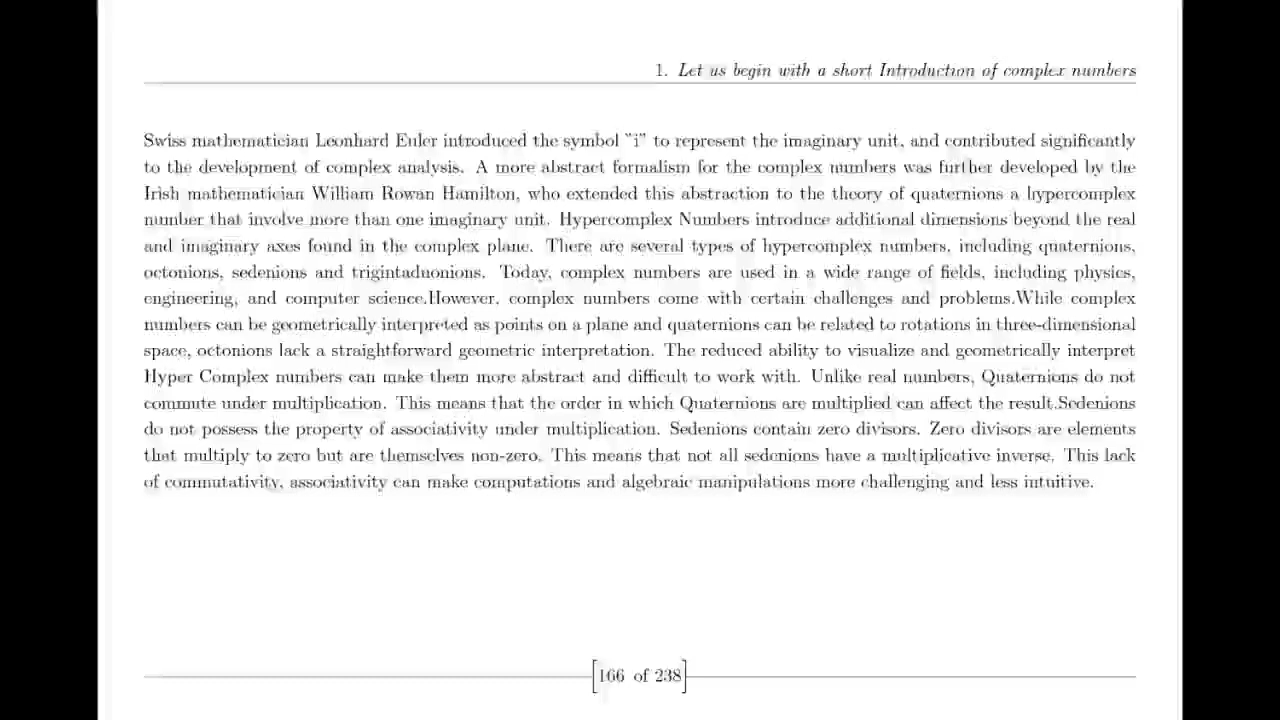 1. Let us begin with a short Introduction of complex numbers
Swiss mathematician Leonhard Euler introduced the symbol "i" to represent the imaginary unit, and contributed significantly
to the development of complex analysis. A more abstract formalism for the complex numbers was further developed by the
Irish mathematician William Rowan Hamilton, who extended this abstraction to the theory of quaternions a hypercomplex
number that involve more than one imaginary unit. Hypercomplex Numbers introduce additional dimensions beyond the real
and imaginary axes found in the complex plane. There are several types of hypercomplex numbers, including quaternions,
octonions, sedenions and trigintaduonions. Today, complex numbers are used in a wide range of fields, including physics,
engineering, and computer science.However, complex numbers come with certain challenges and problems.While complex
numbers can be geometrically interpreted as points on a plane and quaternions can be related to rotations in three-dimensional
space, octonions lack a straightforward geometric interpretation. The reduced ability to visualize and geometrically interpret
Hyper Complex numbers can make them more abstract and difficult to work with. Unlike real numbers, Quaternions do not
commute under multiplication. This means that the order in which Quaternions are multiplied can affect the result.Sedenions
do not possess the property of associativity under multiplication. Sedenions contain zero divisors. Zero divisors are elements
that multiply to zero but are themselves non-zero. This means that not all sedenions have a multiplicative inverse. This lack
of commutativity, associativity can make computations and algebraic manipulations more challenging and less intuitive.
[166 of 238]